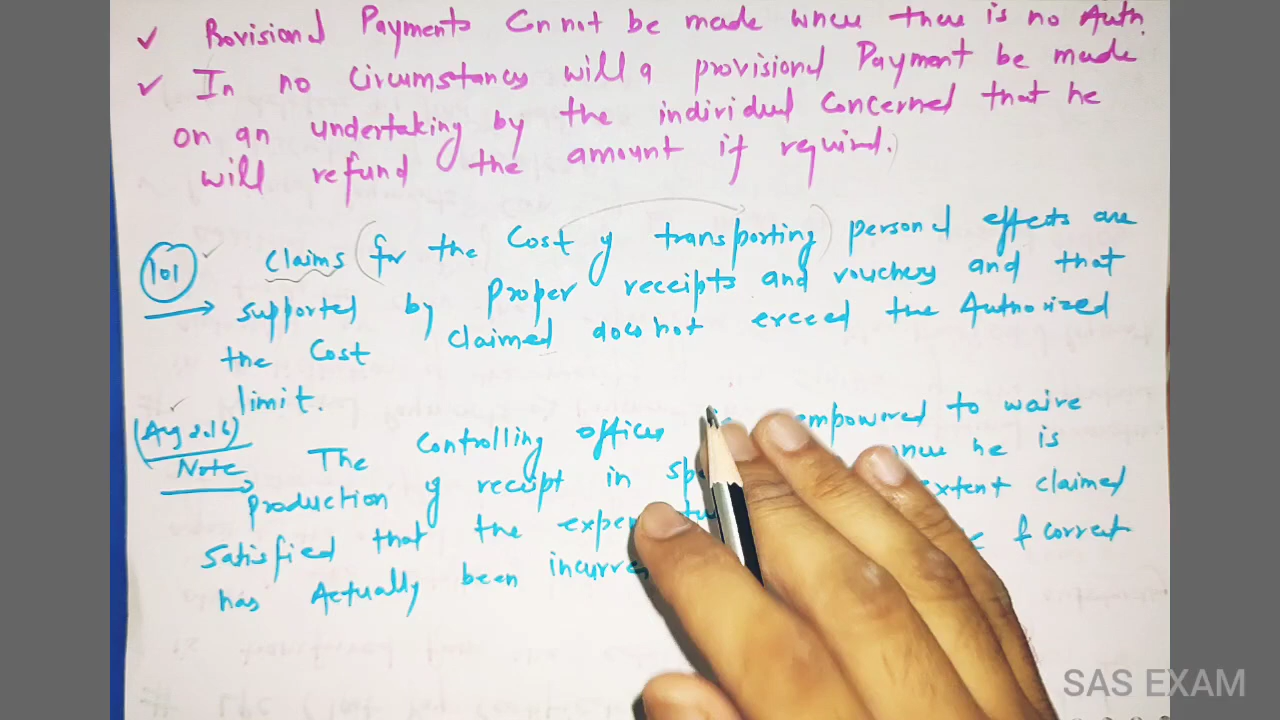 ✓ Provisional Payments Cannot be made where there is no Auth.
✓ In no circumstances will a provisional Payment be made
on an undertaking by the individual concerned that he
will refund the amount if required.
101 Claims (for the Cost of transporting) personal effects are
supported by Proper receipts and vouchers and that
the Cost claimed does not exceed the Authorized
limit.
(Aug 2016)
Note The Controlling officer empowered to waive
production of receipt in he is
satisfied that the extent claimed
has Actually been & correct
SAS EXAM